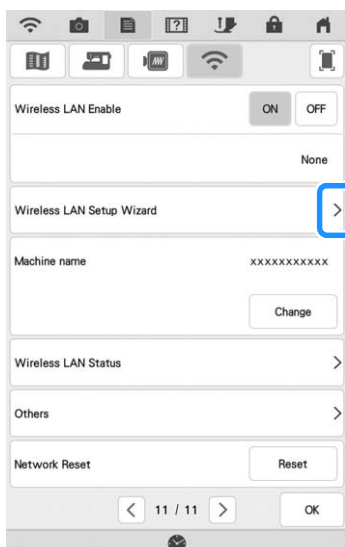 Wireless LAN Enable
ON
OFF
None
Wireless LAN Setup Wizard
Machine name
xxxxxxxxxxx
Change
Wireless LAN Status
Others
Network Reset
Reset
11 / 11
OK